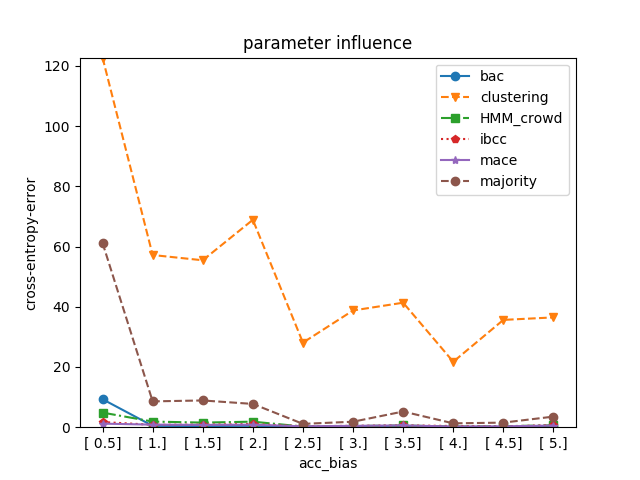 parameter influence
cross-entropy-error
120
100
80
60
40
20
0
bac
clustering
HMM_crowd
ibcc
mace
majority
[ 0.5] [ 1.] [ 1.5] [ 2.] [ 2.5] [ 3.] [ 3.5] [ 4.] [ 4.5] [ 5.]
acc_bias